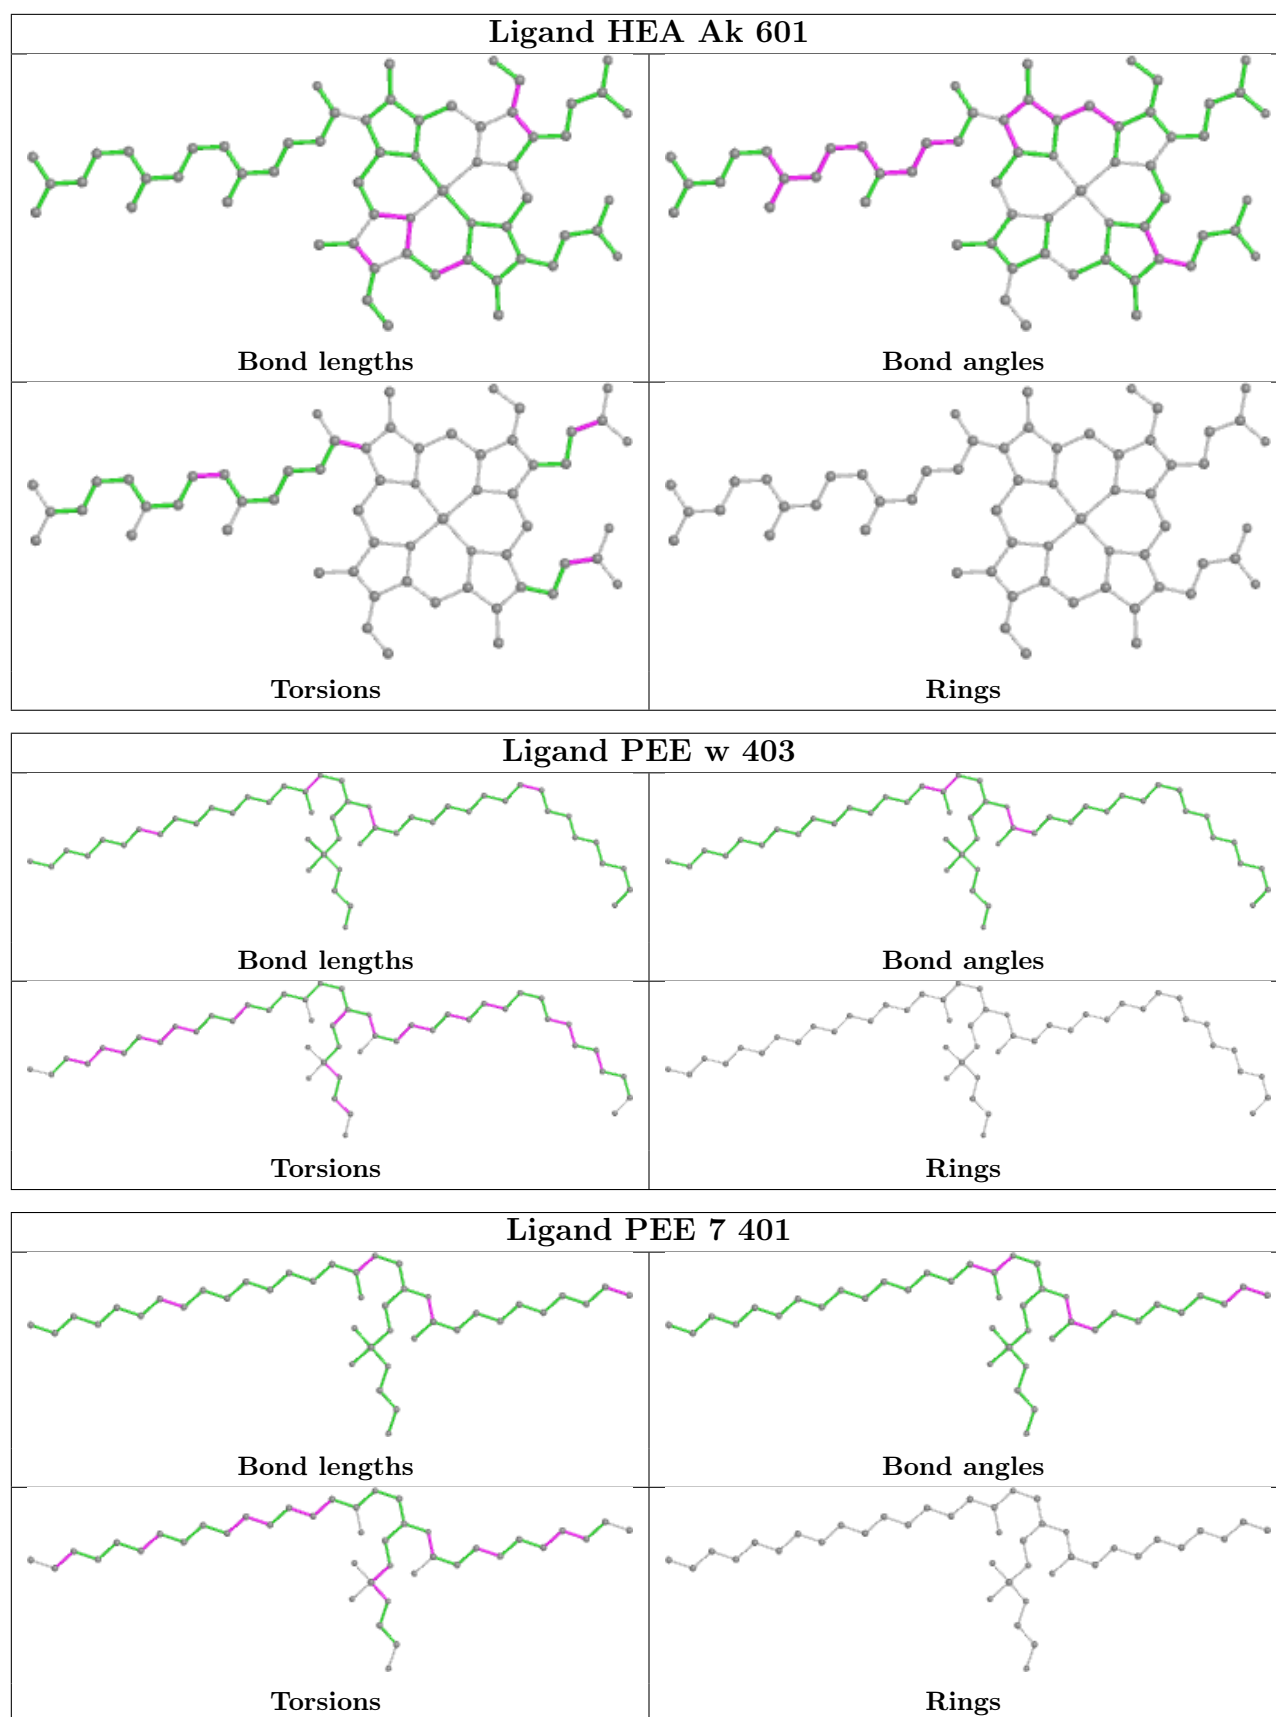 Ligand HEA Ak 601
Bond lengths
Bond angles
Torsions
Rings
Ligand PEE w 403
Bond lengths
Bond angles
Torsions
Rings
Ligand PEE 7 401
Bond lengths
Bond angles
Torsions
Rings